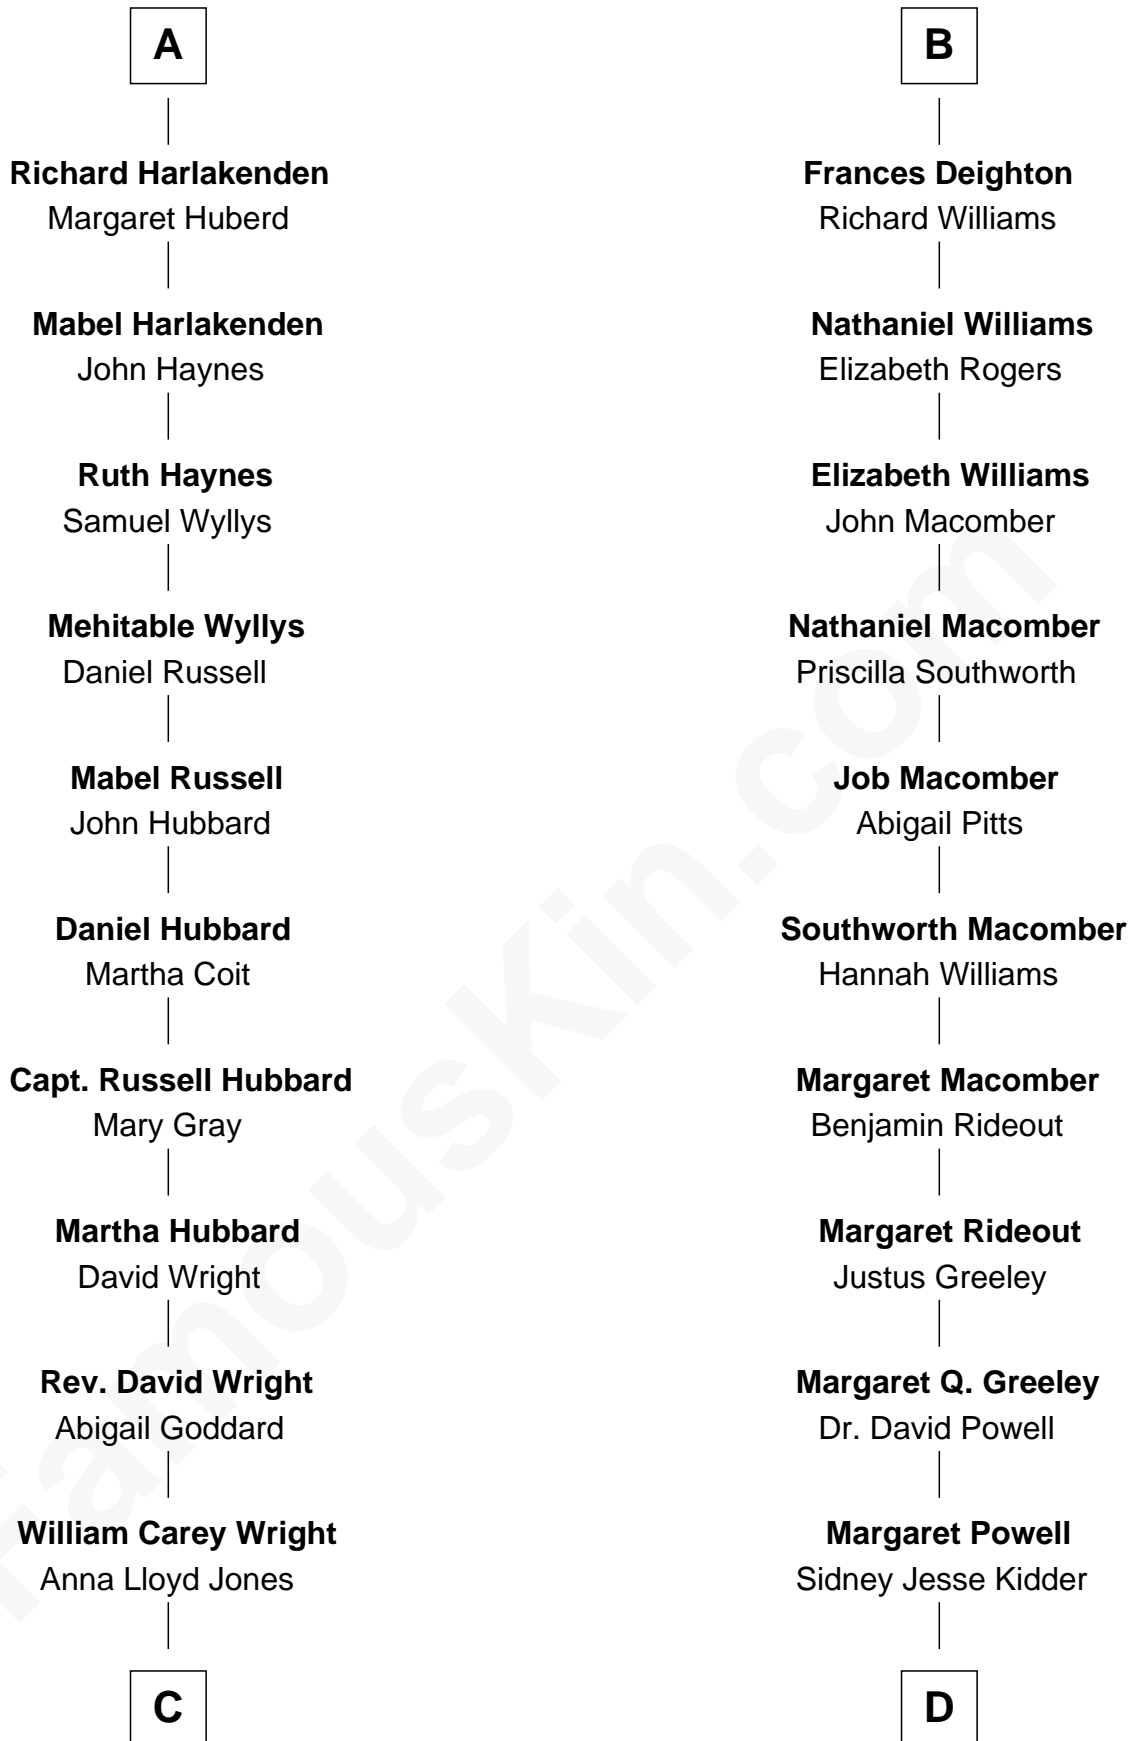 A
Richard Harlakenden
Margaret Huberd
Mabel Harlakenden
John Haynes
Ruth Haynes
Samuel Wyllys
Mehitable Wyllys
Daniel Russell
Mabel Russell
John Hubbard
Daniel Hubbard
Martha Coit
Capt. Russell Hubbard
Mary Gray
Martha Hubbard
David Wright
Rev. David Wright
Abigail Goddard
William Carey Wright
Anna Lloyd Jones
C
B
Frances Deighton
Richard Williams
Nathaniel Williams
Elizabeth Rogers
Elizabeth Williams
John Macomber
Nathaniel Macomber
Priscilla Southworth
Job Macomber
Abigail Pitts
Southworth Macomber
Hannah Williams
Margaret Macomber
Benjamin Rideout
Margaret Rideout
Justus Greeley
Margaret Q. Greeley
Dr. David Powell
Margaret Powell
Sidney Jesse Kidder
D
FamousKin.com